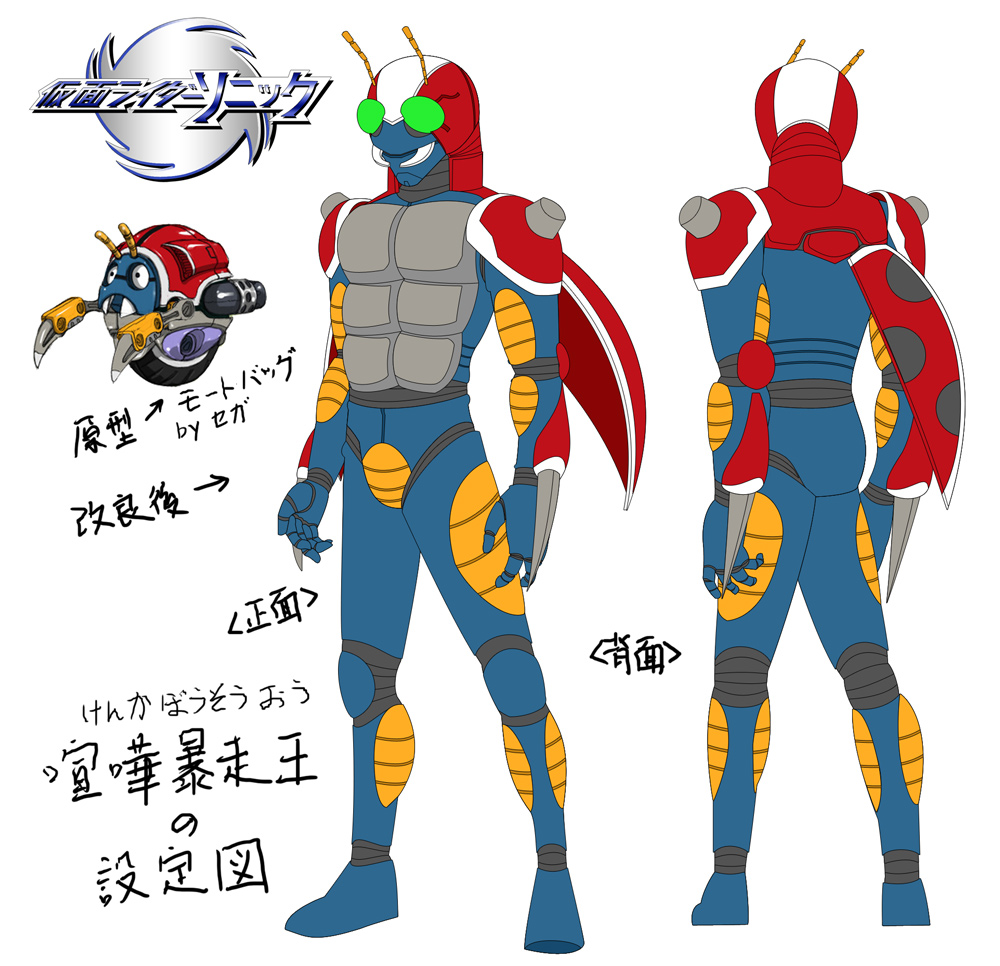 仮面ライダーソニック
原型→モートバッグ
by セガ
改良後→
<正面>
<背面>
けんかぼうそうおう
喧嘩暴走王
の
設定図